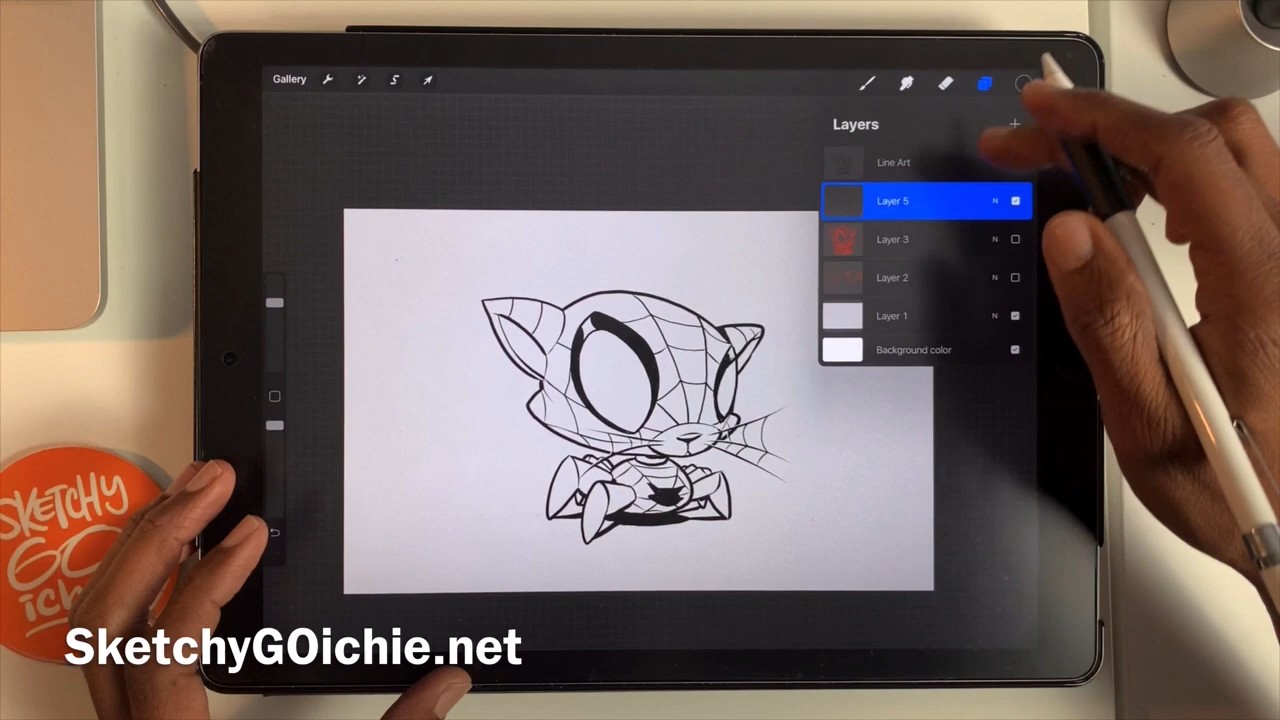 Gallery
Layers
Line Art
Layer 5 N
Layer 3 N
Layer 2 N
Layer 1 N
Background color
SKETCHY
GO
ich
SketchyGOichie.net